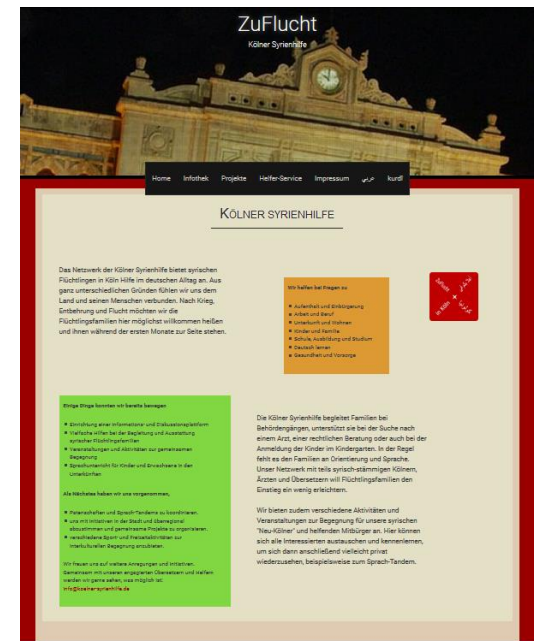 ZuFlucht
Kölner Syrienhilfe
Home Infothek Projekte Helfer-Service Impressum عربي kurdî
KÖLNER SYRIENHILFE
Das Netzwerk der Kölner Syrienhilfe bietet syrischen
Flüchtlingen in Köln Hilfe im deutschen Alltag an. Aus
ganz unterschiedlichen Gründen fühlen wir uns dem
Land und seinen Menschen verbunden. Nach Krieg,
Entbehrung und Flucht möchten wir die
Flüchtlingsfamilien hier möglichst willkommen heißen
und ihnen während der ersten Monate zur Seite stehen.
Wir helfen bei Fragen zu
Aufenthalt und Einbürgerung
Arbeit und Beruf
Unterkunft und Wohnen
Kinder und Familie
Schule, Ausbildung und Studium
Deutsch lernen
Gesundheit und Vorsorge
Zuflucht
in Köln
Einige Dinge konnten wir bereits bewegen
Einrichtung einer Informations- und Diskussionsplattform
Vielfache Hilfen bei der Begleitung und Ausstattung
syrischer Flüchtlingsfamilien
Veranstaltungen und Aktivitäten zur gemeinsamen
Begegnung
Sprachunterricht für Kinder und Erwachsene in den
Unterkünften
Als Nächstes haben wir uns vorgenommen,
Patenschaften und Sprach-Tandems zu koordinieren.
uns mit Initiativen in der Stadt und überregional
abzustimmen und gemeinsame Projekte zu organisieren.
verschiedene Sport- und Freizeitaktivitäten zur
interkulturellen Begegnung anzubieten.
Wir freuen uns auf weitere Anregungen und Initiativen.
Gemeinsam mit unseren engagierten Übersetzern und Helfern
werden wir gerne sehen, was möglich ist!
info@koelner-syrienhilfe.de
Die Kölner Syrienhilfe begleitet Familien bei
Behördengängen, unterstützt sie bei der Suche nach
einem Arzt, einer rechtlichen Beratung oder auch bei der
Anmeldung der Kinder im Kindergarten. In der Regel
fehlt es den Familien an Orientierung und Sprache.
Unser Netzwerk mit teils syrisch-stämmigen Kölnern,
Ärzten und Übersetzern will Flüchtlingsfamilien den
Einstieg ein wenig erleichtern.
Wir bieten zudem verschiedene Aktivitäten und
Veranstaltungen zur Begegnung für unsere syrischen
"Neu-Kölner" und helfenden Mitbürger an. Hier können
sich alle Interessierten austauschen und kennenlernen,
um sich dann anschließend vielleicht privat
wiederzusehen, beispielsweise zum Sprach-Tandem.